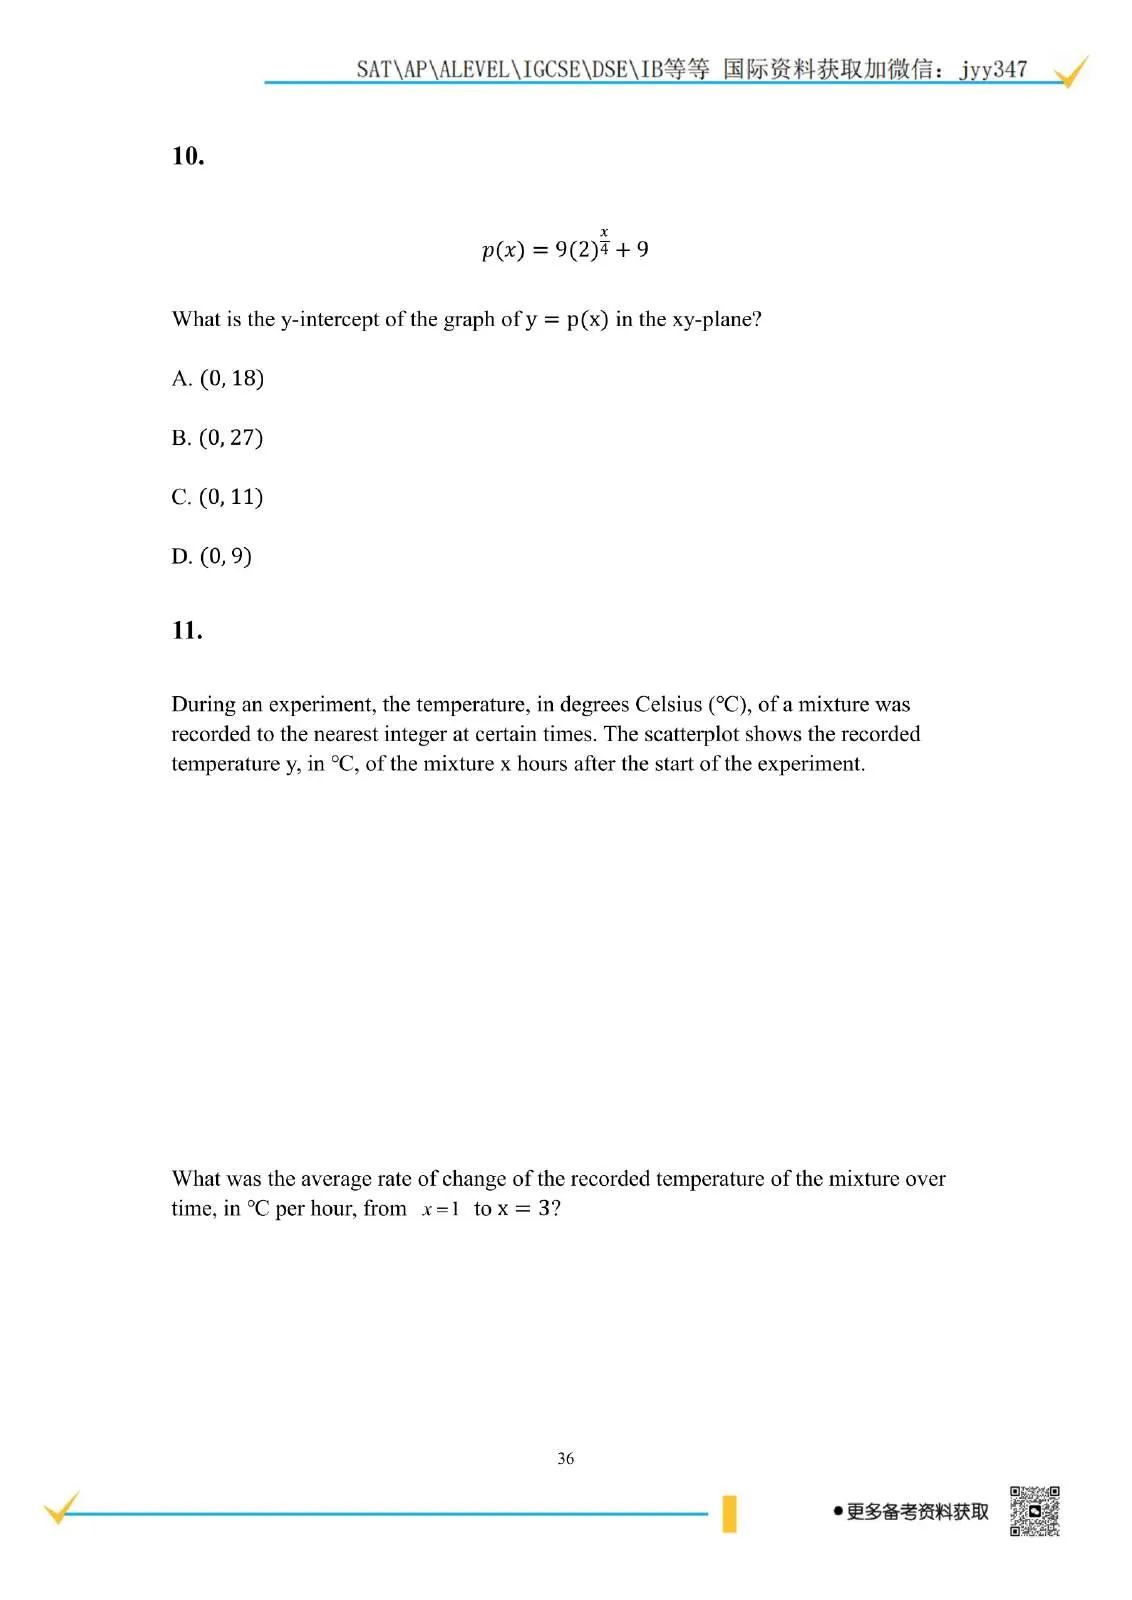 SAT\AP\ALEVEL\IGCSE\DSE\IB等等 国际资料获取加微信：jyy347
10.
p(x) = 9(2)^{x/4} + 9
What is the y-intercept of the graph of y = p(x) in the xy-plane?
A. (0, 18)
B. (0, 27)
C. (0, 11)
D. (0, 9)
11.
During an experiment, the temperature, in degrees Celsius (℃), of a mixture was
recorded to the nearest integer at certain times. The scatterplot shows the recorded
temperature y, in ℃, of the mixture x hours after the start of the experiment.
What was the average rate of change of the recorded temperature of the mixture over
time, in ℃ per hour, from x = 1 to x = 3?
36
●更多备考资料获取